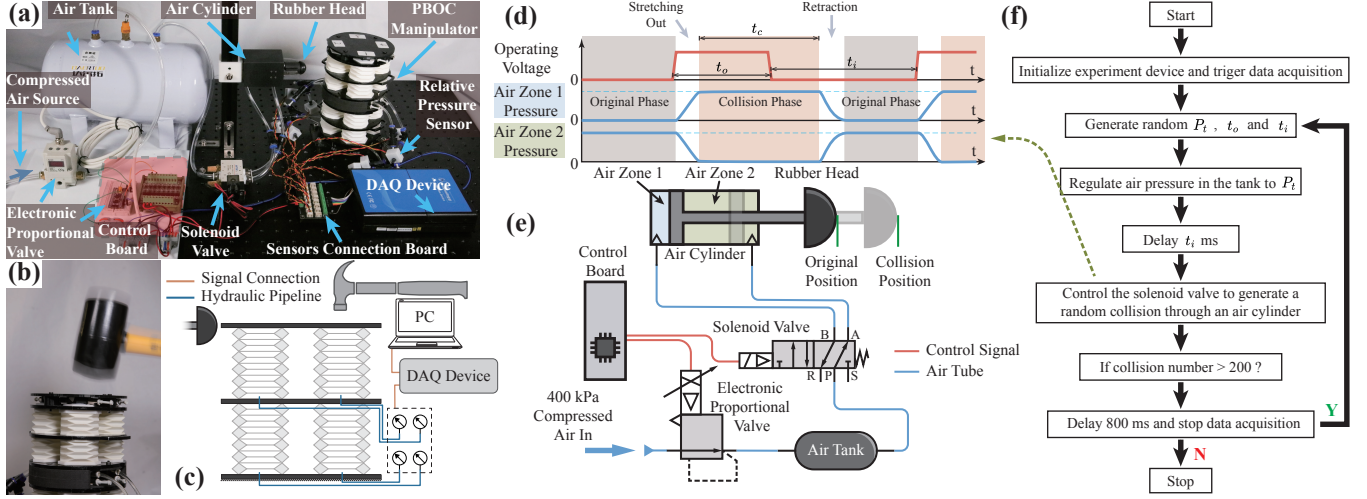 (a)
Air Tank
Air Cylinder
Rubber Head
PBOC
Manipulator
Compressed
Air Source
Relative
Pressure
Sensor
DAQ Device
Electronic
Proportional
Valve
Control
Board
Solenoid
Valve
Sensors Connection Board
(b)
(c)
Signal Connection
Hydraulic Pipeline
PC
DAQ Device
(d)
Stretching
Out
Retraction
Operating
Voltage
0
t_c
t_o
t_i
t
Air Zone 1
Pressure
0
Original Phase
Collision Phase
Original Phase
t
Air Zone 2
Pressure
0
t
(e)
Air Zone 1
Air Zone 2
Rubber Head
Air Cylinder
Original
Position
Collision
Position
Control
Board
Solenoid Valve
B
A
R
P
S
Control Signal
Air Tube
Electronic
Proportional
Valve
400 kPa
Compressed
Air In
Air Tank
(f)
Start
Initialize experiment device and triger data acquisition
Generate random P_t , t_o and t_i
Regulate air pressure in the tank to P_t
Delay t_i ms
Control the solenoid valve to generate a
random collision through an air cylinder
If collision number > 200 ?
Delay 800 ms and stop data acquisition
Y
N
Stop